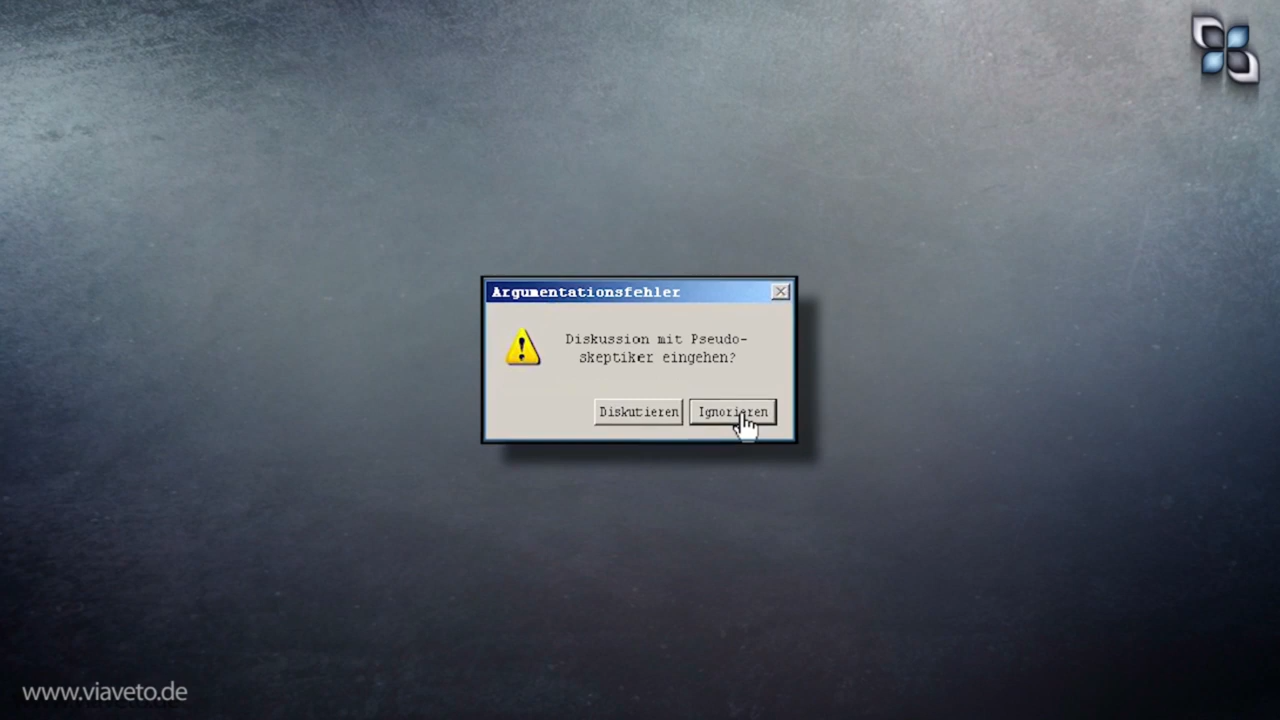 Argumentationsfehler
Diskussion mit Pseudo-
skeptiker eingehen?
Diskutieren Ignorieren
www.viaveto.de